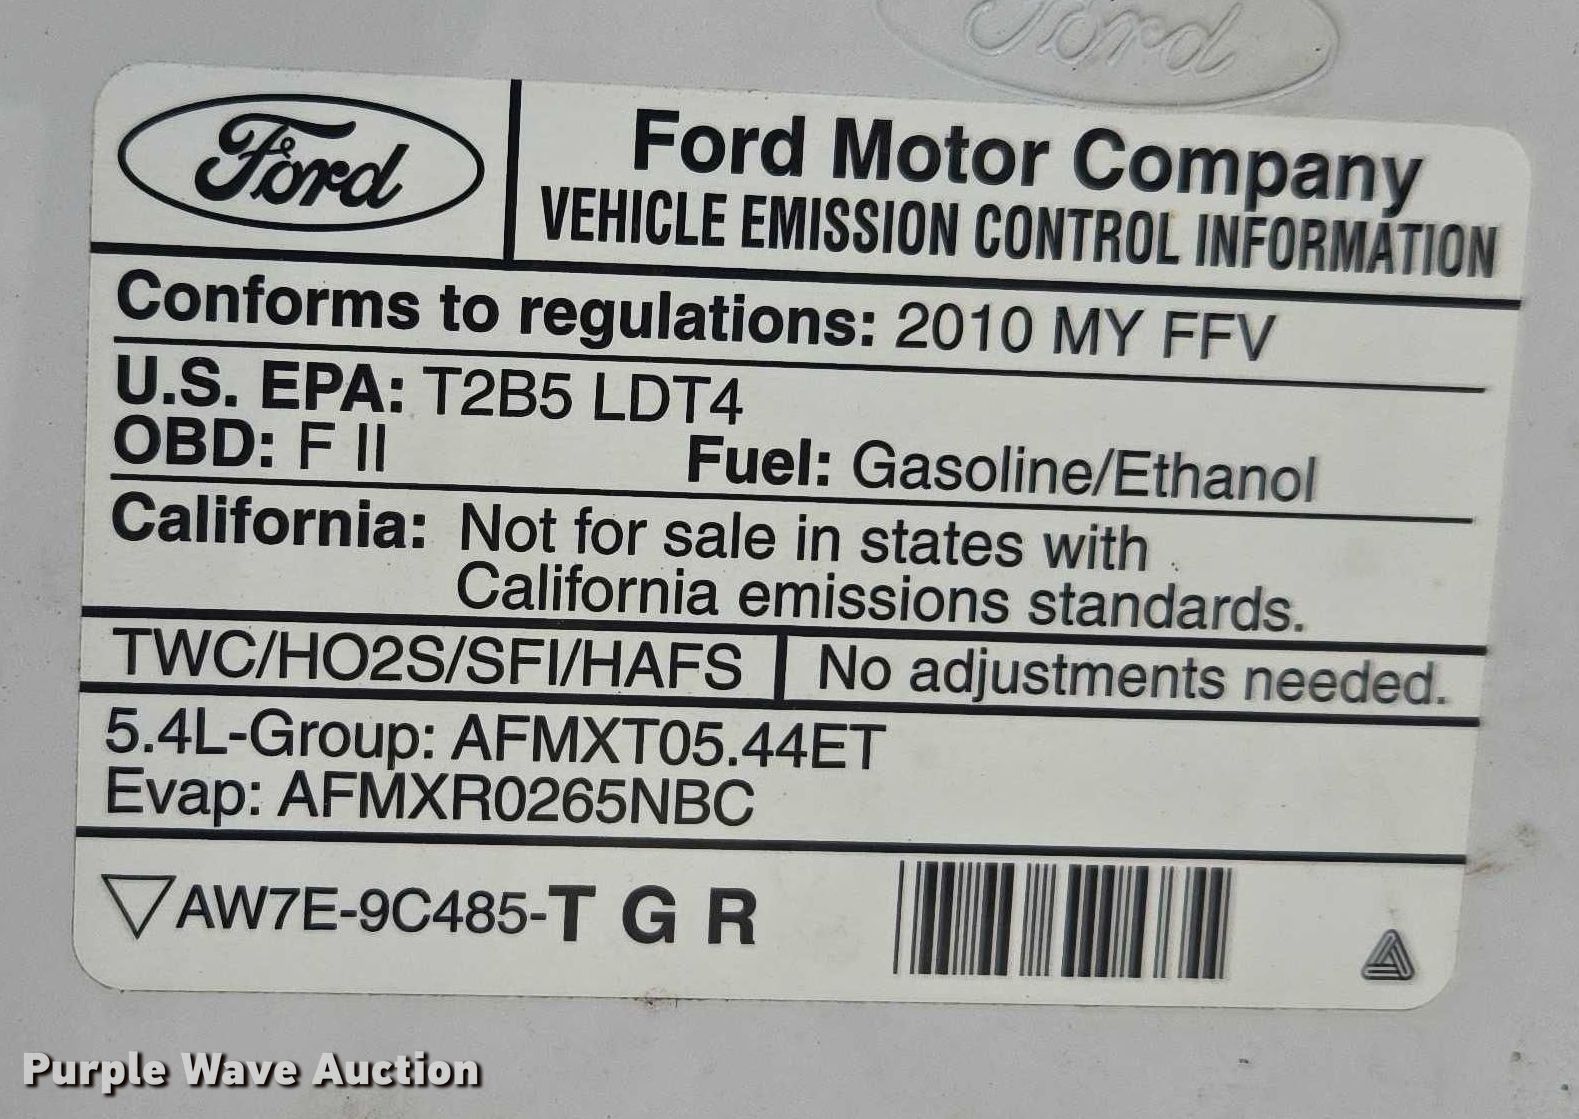 Ford
Ford
Ford Motor Company
VEHICLE EMISSION CONTROL INFORMATION
Conforms to regulations: 2010 MY FFV
U.S. EPA: T2B5 LDT4
OBD: F II Fuel: Gasoline/Ethanol
California: Not for sale in states with
California emissions standards.
TWC/HO2S/SFI/HAFS No adjustments needed.
5.4L-Group: AFMXT05.44ET
Evap: AFMXR0265NBC
AW7E-9C485-T G R
Purple Wave Auction